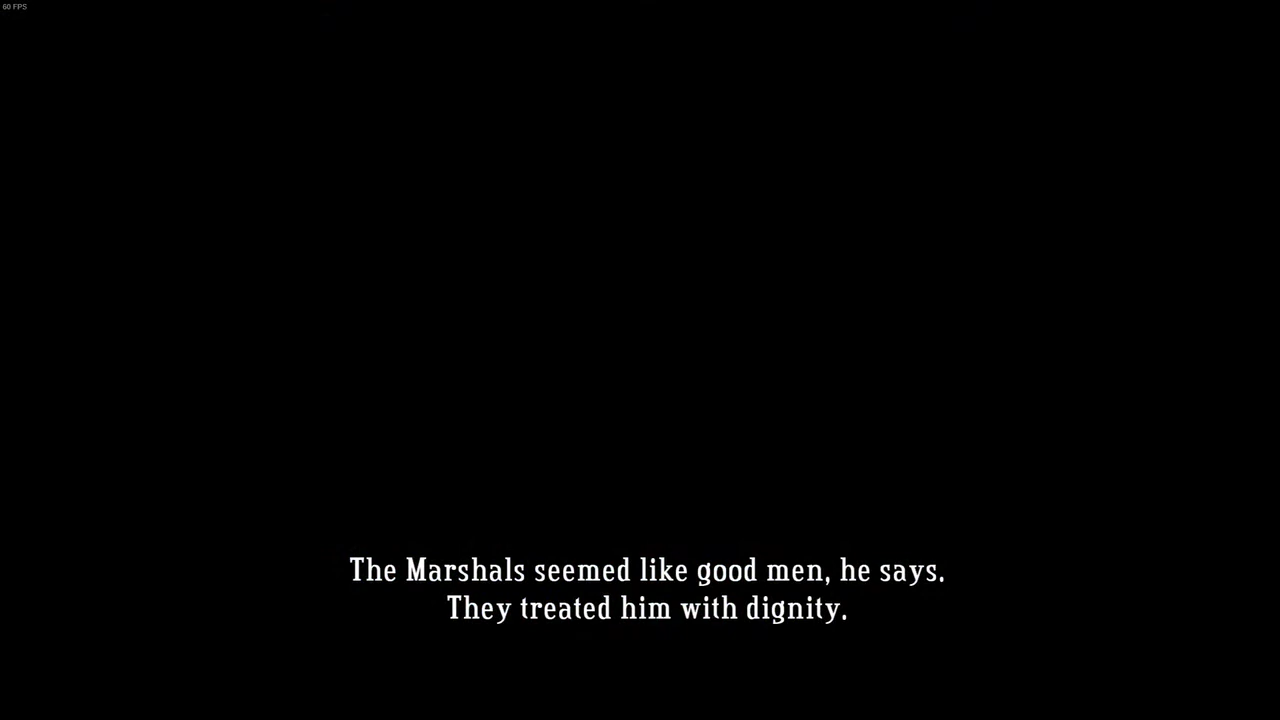 60 FPS
The Marshals seemed like good men, he says.
They treated him with dignity.